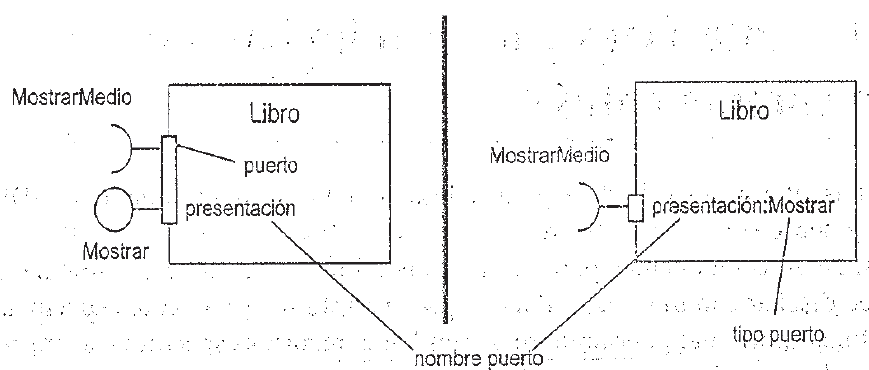 MostrarMedio
Libro
puerto
presentación
Mostrar
Libro
MostrarMedio
presentación:Mostrar
tipo puerto
nombre puerto